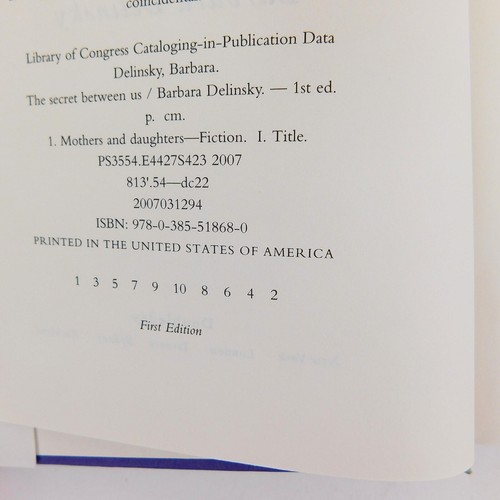 Library of Congress Cataloging-in-Publication Data
Delinsky, Barbara.
The secret between us / Barbara Delinsky. — 1st ed.
p. cm.
1. Mothers and daughters—Fiction. I. Title.
PS3554.E4427S423 2007
813'.54—dc22
2007031294
ISBN: 978-0-385-51868-0
PRINTED IN THE UNITED STATES OF AMERICA
1 3 5 7 9 10 8 6 4 2
First Edition